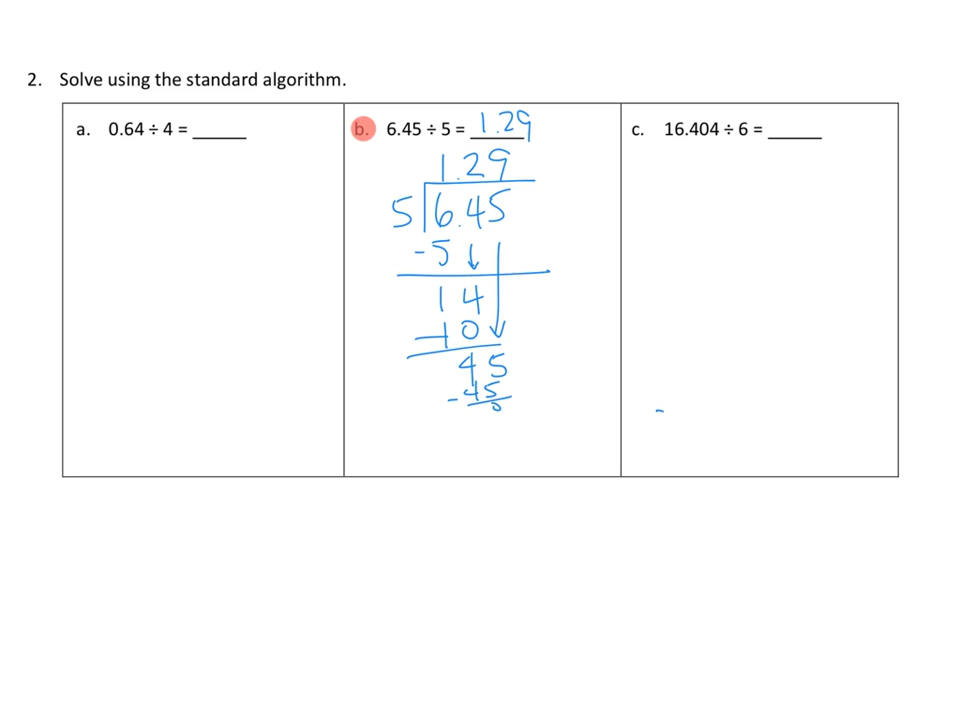 2. Solve using the standard algorithm.
a. 0.64 ÷ 4 = ______
b. 6.45 ÷ 5 = 1.29
1.29
5 6.45
-5 ↓
14
-10 ↓
45
-45
0
c. 16.404 ÷ 6 = ______
-